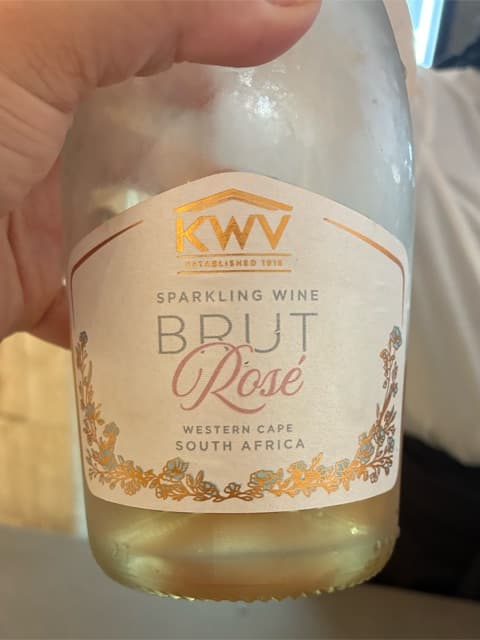 KWV
ESTABLISHED 1918
SPARKLING WINE
BRUT
Rosé
WESTERN CAPE
SOUTH AFRICA